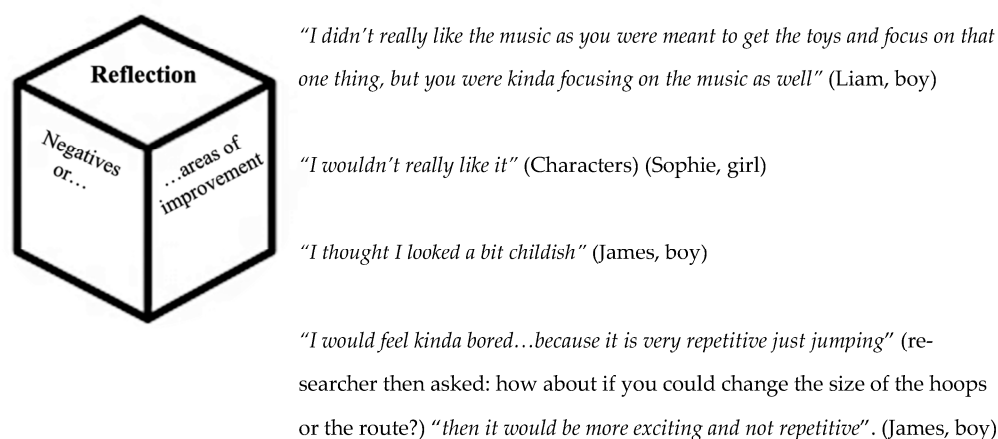 Reflection
Negatives
or…
…areas of
improvement
“I didn’t really like the music as you were meant to get the toys and focus on that
one thing, but you were kinda focusing on the music as well” (Liam, boy)
“I wouldn’t really like it” (Characters) (Sophie, girl)
“I thought I looked a bit childish” (James, boy)
“I would feel kinda bored…because it is very repetitive just jumping” (re-
searcher then asked: how about if you could change the size of the hoops
or the route?) “then it would be more exciting and not repetitive”. (James, boy)